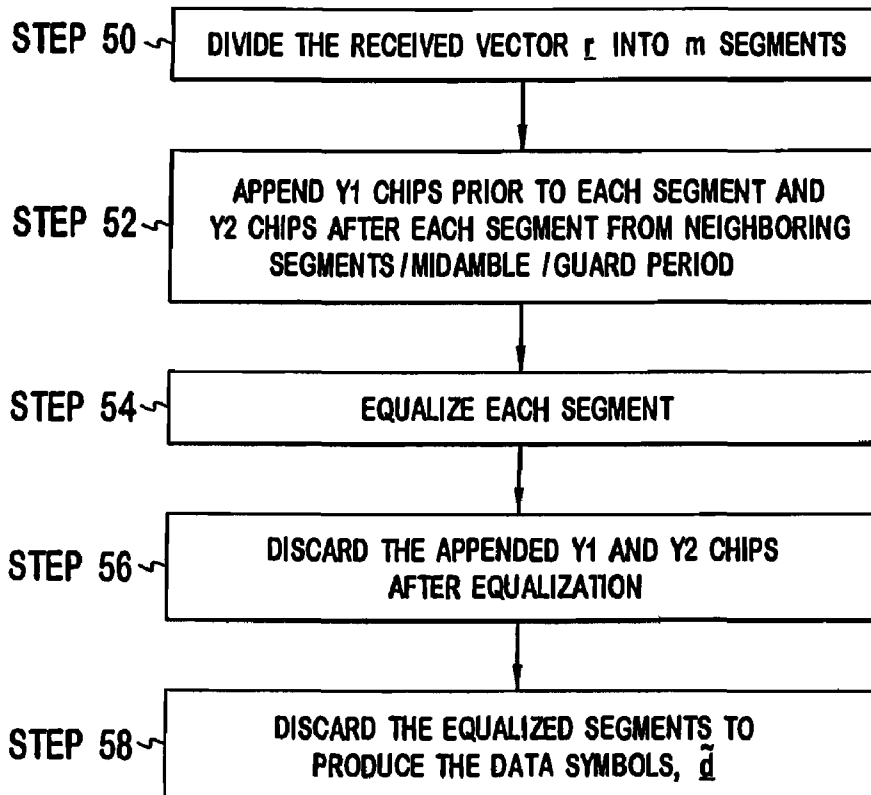 STEP 50
DIVIDE THE RECEIVED VECTOR r INTO m SEGMENTS
STEP 52
APPEND Y1 CHIPS PRIOR TO EACH SEGMENT AND
Y2 CHIPS AFTER EACH SEGMENT FROM NEIGHBORING
SEGMENTS/MIDAMBLE/GUARD PERIOD
STEP 54
EQUALIZE EACH SEGMENT
STEP 56
DISCARD THE APPENDED Y1 AND Y2 CHIPS
AFTER EQUALIZATION
STEP 58
DISCARD THE EQUALIZED SEGMENTS TO
PRODUCE THE DATA SYMBOLS, d̲̃